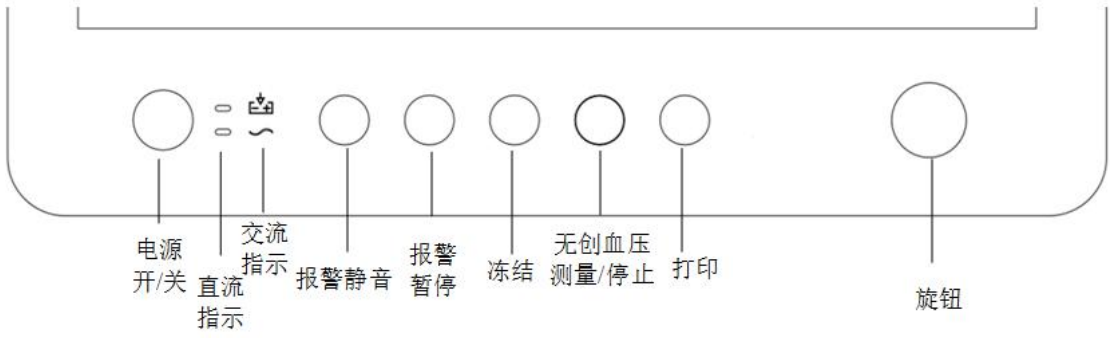 电源
开/关
直流
指示
交流
指示
报警静音
报警
暂停
冻结
无创血压
测量/停止
打印
旋钮